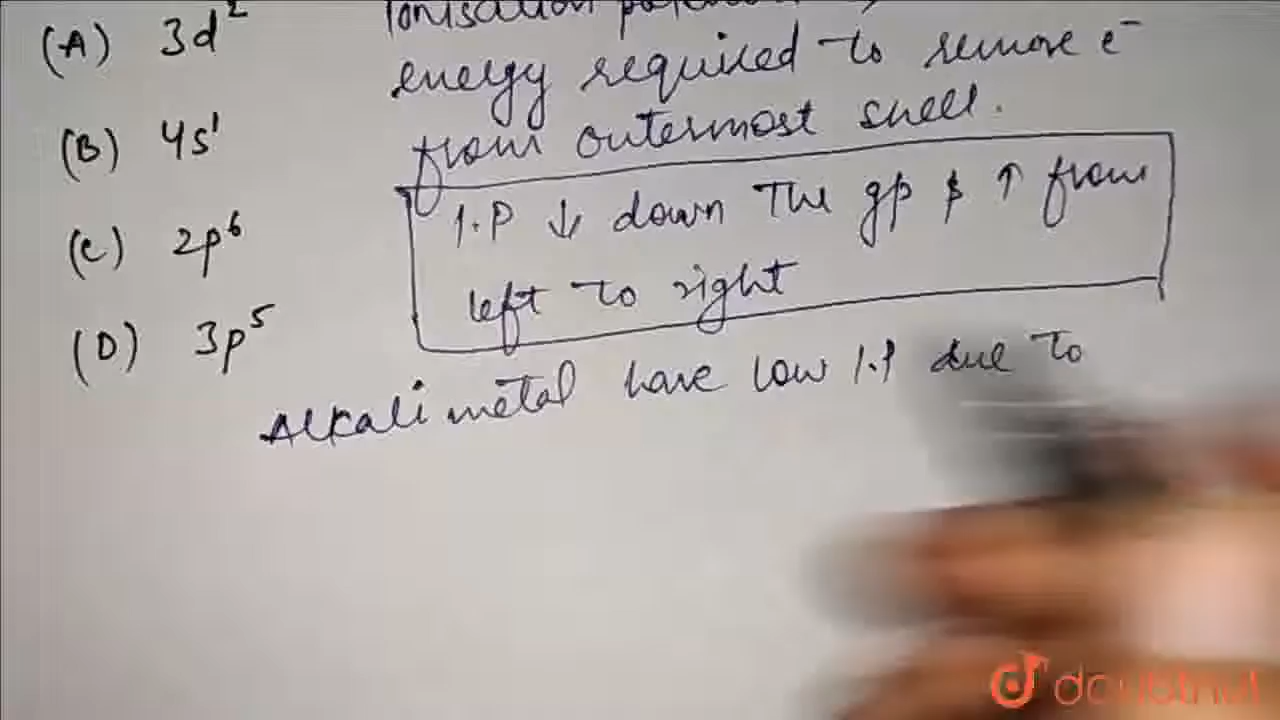 (A) 3d²
Ionisation
energy required to remove e⁻
from outermost shell.
(B) 4s¹
(C) 2p⁶
(D) 3p⁵
I.P ↓ down The gp & ↑ from
left to right
Alkali metal have low I.P due to
doubtnut